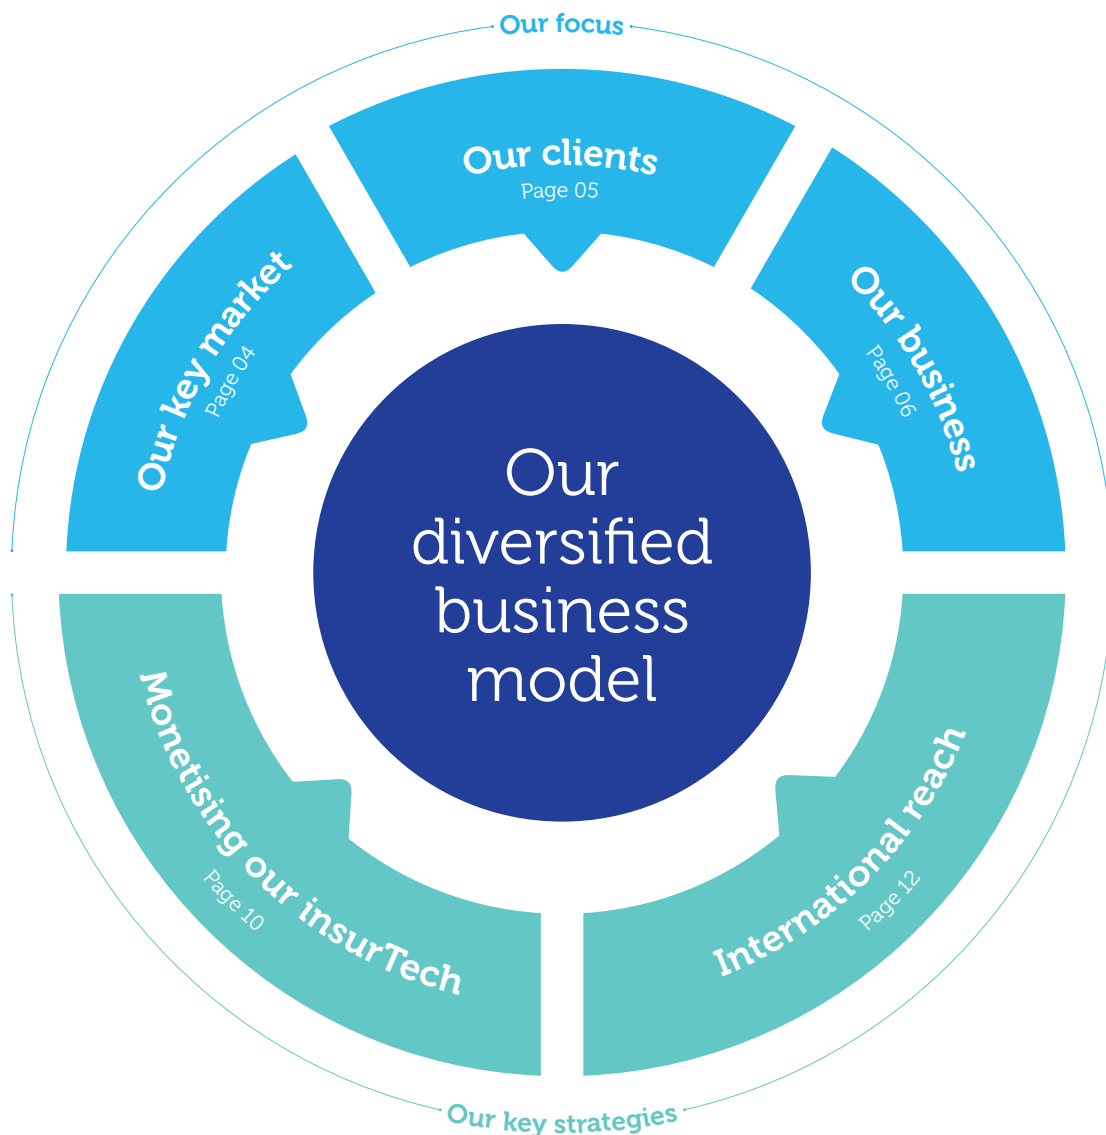 Our focus
Our clients
Page 05
Our key market
Page 04
Our business
Page 06
Our
diversified
business
model
Monetising our insurTech
Page 10
International reach
Page 12
Our key strategies